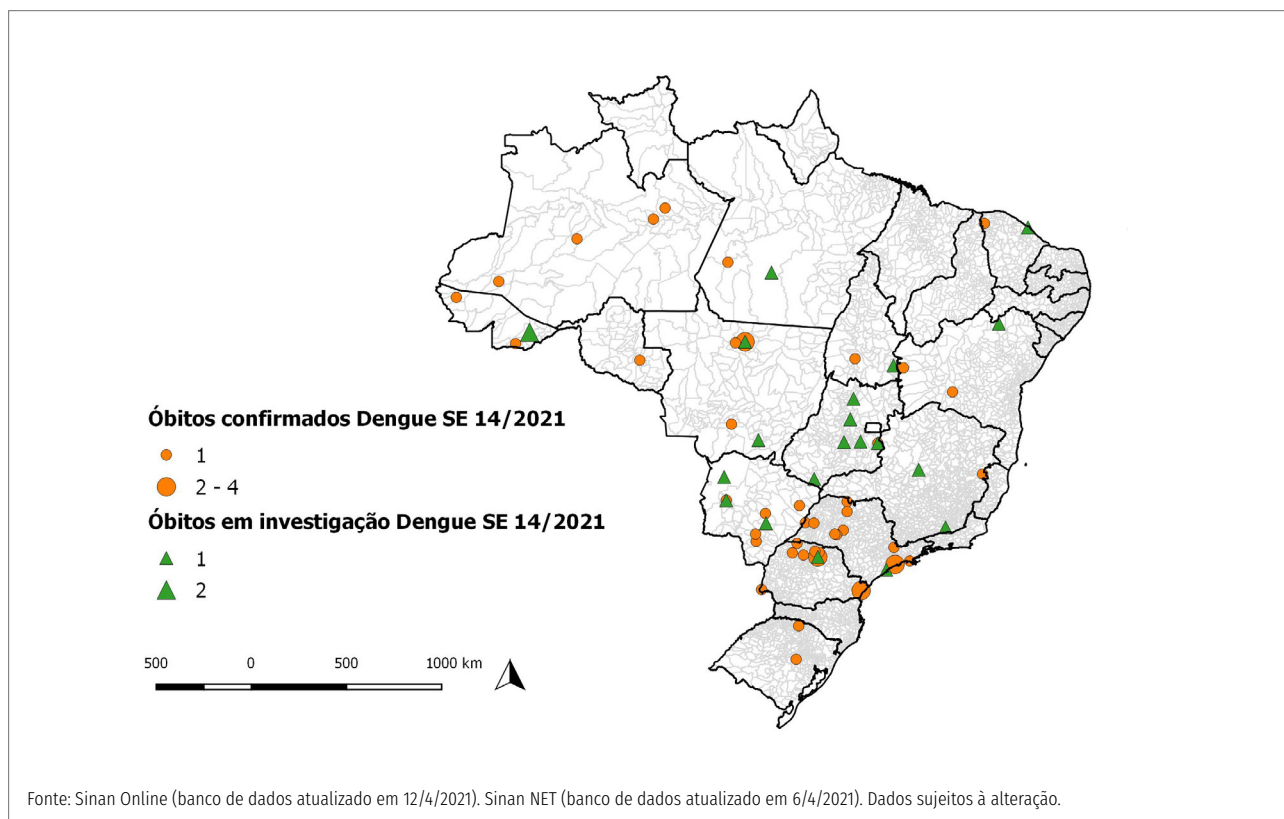 Óbitos confirmados Dengue SE 14/2021
1
2 - 4
Óbitos em investigação Dengue SE 14/2021
1
2
500 0 500 1000 km
Fonte: Sinan Online (banco de dados atualizado em 12/4/2021). Sinan NET (banco de dados atualizado em 6/4/2021). Dados sujeitos à alteração.